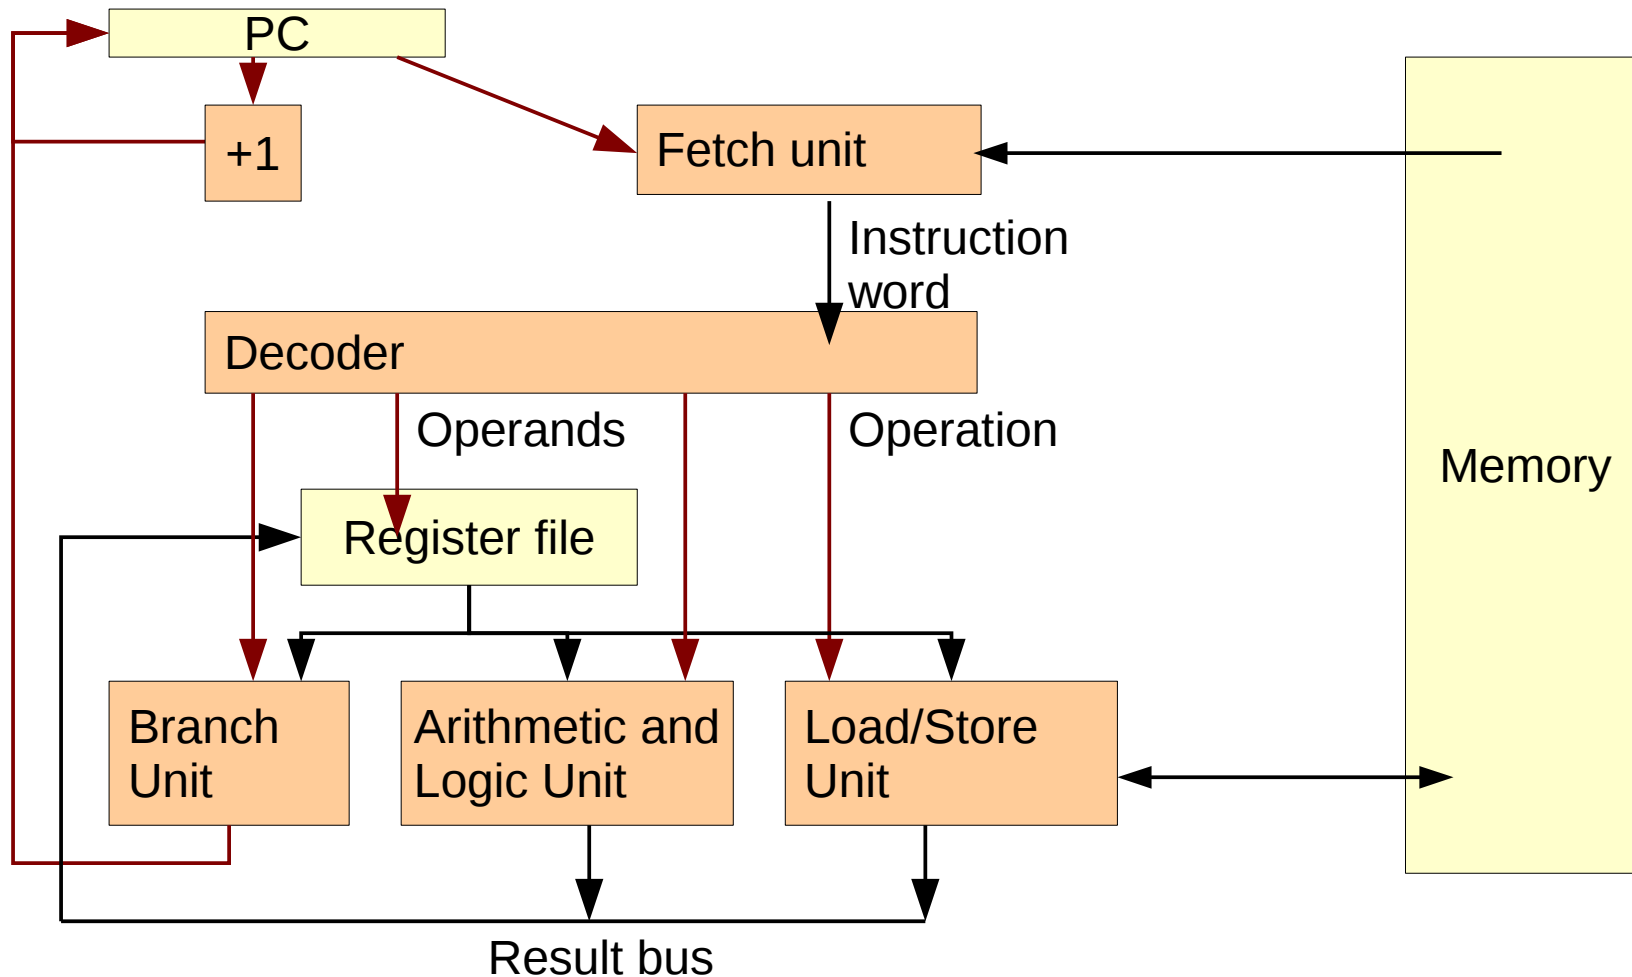 PC
+1
Fetch unit
Instruction
word
Decoder
Operands
Operation
Memory
Register file
Branch
Unit
Arithmetic and
Logic Unit
Load/Store
Unit
Result bus